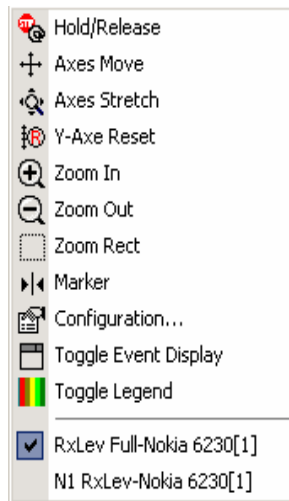 Hold/Release
Axes Move
Axes Stretch
Y-Axe Reset
Zoom In
Zoom Out
Zoom Rect
Marker
Configuration...
Toggle Event Display
Toggle Legend
RxLev Full-Nokia 6230[1]
N1 RxLev-Nokia 6230[1]